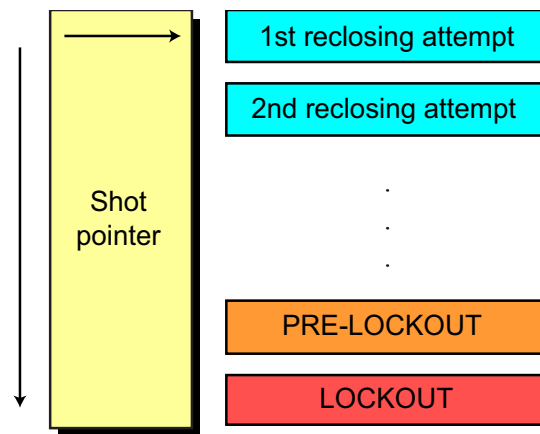 1st reclosing attempt
2nd reclosing attempt
Shot
pointer
.
.
.
PRE-LOCKOUT
LOCKOUT